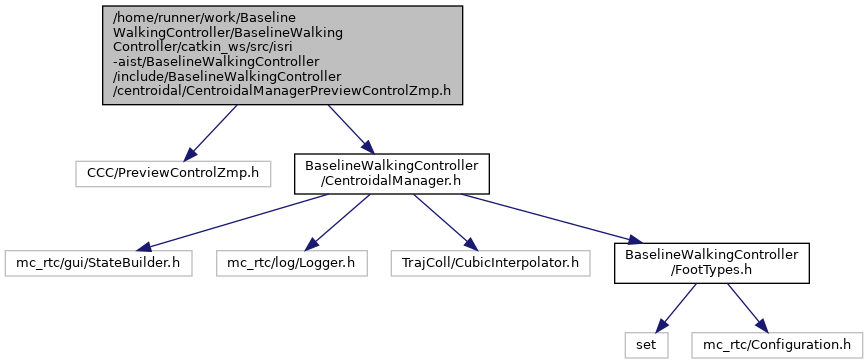 /home/runner/work/Baseline
WalkingController/BaselineWalking
Controller/catkin_ws/src/isri
-aist/BaselineWalkingController
/include/BaselineWalkingController
/centroidal/CentroidalManagerPreviewControlZmp.h
CCC/PreviewControlZmp.h
BaselineWalkingController
/CentroidalManager.h
mc_rtc/gui/StateBuilder.h
mc_rtc/log/Logger.h
TrajColl/CubicInterpolator.h
BaselineWalkingController
/FootTypes.h
set
mc_rtc/Configuration.h